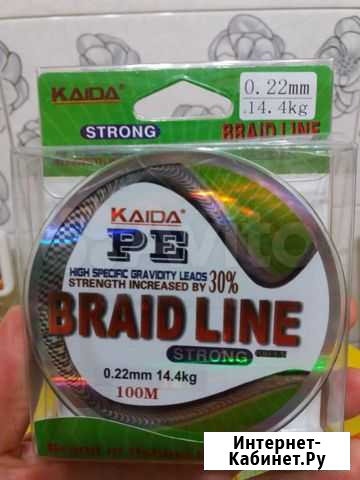 KAIDA®
0.22mm
14.4kg
STRONG
BRAID LINE
KAIDA®
PE
HIGH SPECIFIC GRAVIDITY LEADS
STRENGTH INCREASED BY 30%
BRAID LINE
STRONG
0.22mm 14.4kg
100M
Интернет-
Кабинет.Ру